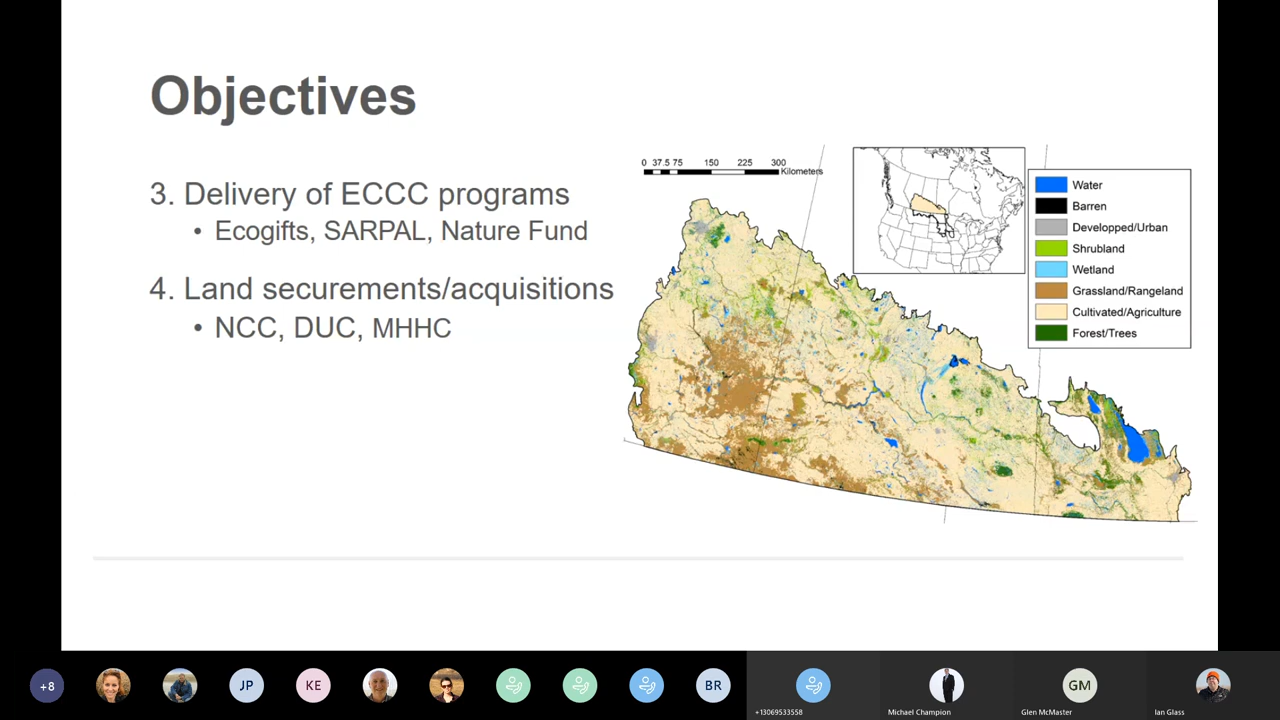 Objectives
3. Delivery of ECCC programs
• Ecogifts, SARPAL, Nature Fund
4. Land securements/acquisitions
• NCC, DUC, MHHC
0 37.5 75 150 225 300
Kilometers
Water
Barren
Developped/Urban
Shrubland
Wetland
Grassland/Rangeland
Cultivated/Agriculture
Forest/Trees
+8
JP
KE
BR
GM
+13069533558
Michael Champion
Glen McMaster
Ian Glass